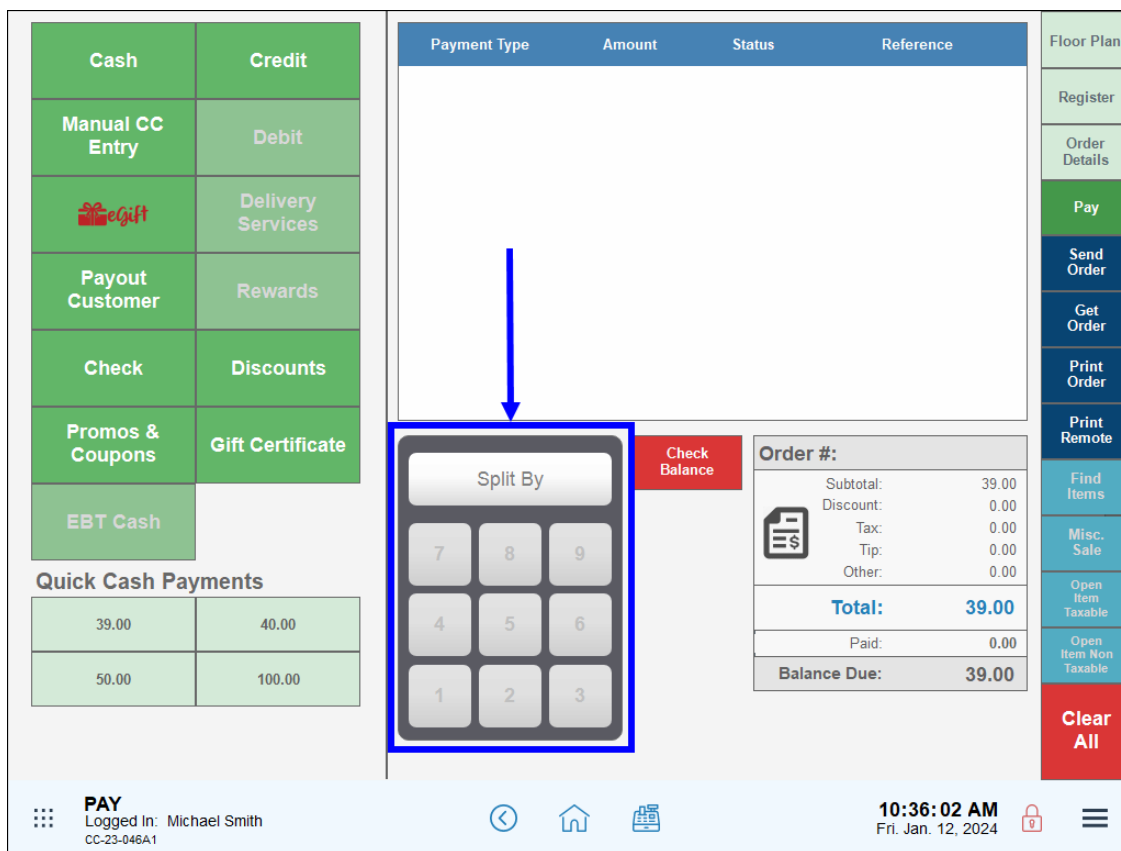 Cash
Credit
Manual CC
Entry
Debit
eGift
Delivery
Services
Payout
Customer
Rewards
Check
Discounts
Promos &
Coupons
Gift Certificate
EBT Cash
Quick Cash Payments
39.00
40.00
50.00
100.00
Payment Type Amount Status Reference
Split By
7 8 9
4 5 6
1 2 3
Check
Balance
Order #:
$
Subtotal: 39.00
Discount: 0.00
Tax: 0.00
Tip: 0.00
Other: 0.00
Total: 39.00
Paid: 0.00
Balance Due: 39.00
Floor Plan
Register
Order
Details
Pay
Send
Order
Get
Order
Print
Order
Print
Remote
Find
Items
Misc.
Sale
Open
Item
Taxable
Open
Item Non
Taxable
Clear
All
PAY
Logged In: Michael Smith
CC-23-046A1
10:36:02 AM
Fri. Jan. 12, 2024